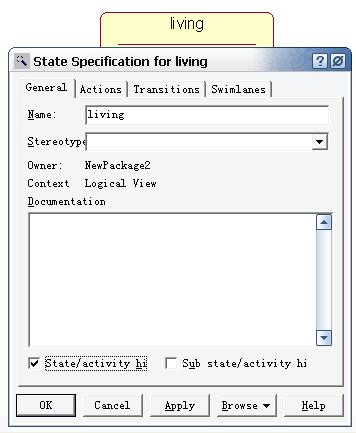 living
State Specification for living
General Actions Transitions Swimlanes
Name: living
Stereotype
Owner: NewPackage2
Context Logical View
Documentation
State/activity hi Sub state/activity hi
OK Cancel Apply Browse Help